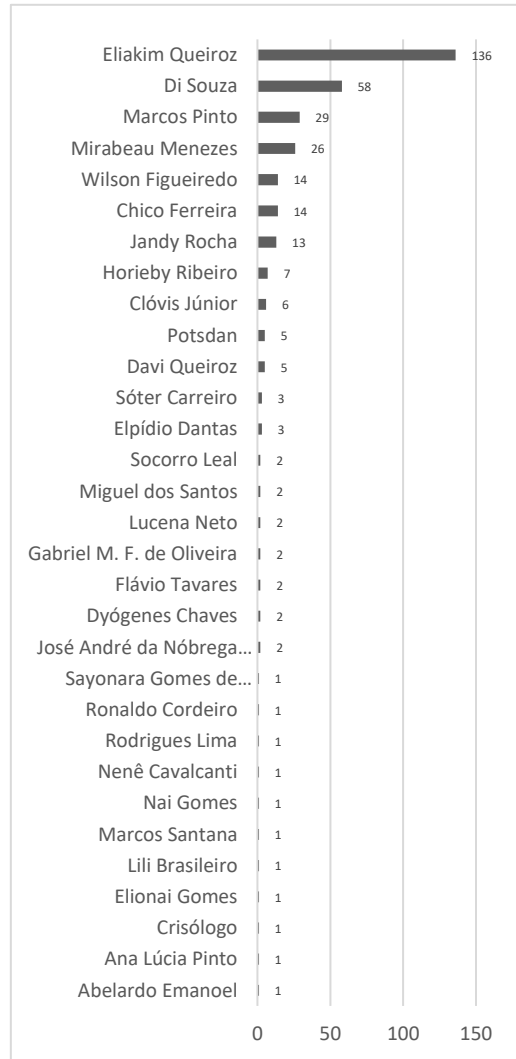 Eliakim Queiroz 136
Di Souza 58
Marcos Pinto 29
Mirabeau Menezes 26
Wilson Figueiredo 14
Chico Ferreira 14
Jandy Rocha 13
Horieby Ribeiro 7
Clóvis Júnior 6
Potsdan 5
Davi Queiroz 5
Sóter Carreiro 3
Elpídio Dantas 3
Socorro Leal 2
Miguel dos Santos 2
Lucena Neto 2
Gabriel M. F. de Oliveira 2
Flávio Tavares 2
Dyógenes Chaves 2
José André da Nóbrega... 2
Sayonara Gomes de... 1
Ronaldo Cordeiro 1
Rodrigues Lima 1
Nenê Cavalcanti 1
Nai Gomes 1
Marcos Santana 1
Lili Brasileiro 1
Elionai Gomes 1
Crisólogo 1
Ana Lúcia Pinto 1
Abelardo Emanoel 1
0 50 100 150